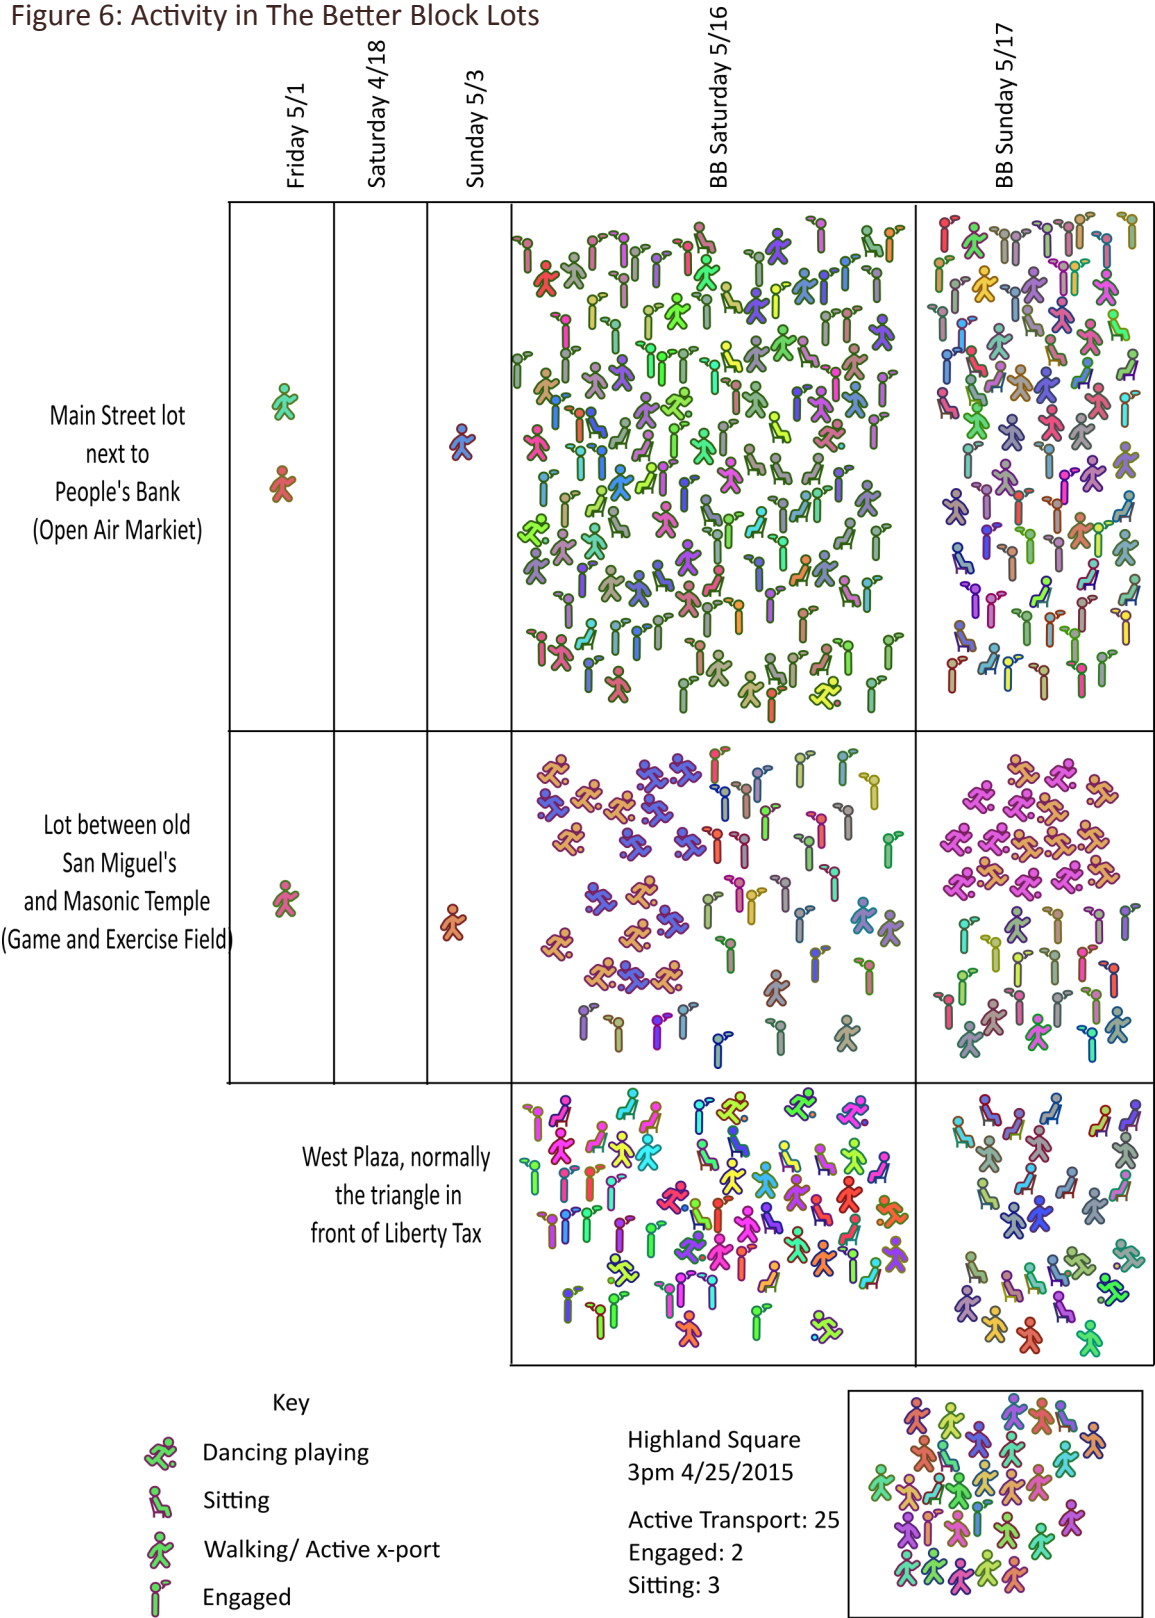 Figure 6: Activity in The Better Block Lots
Friday 5/1
Saturday 4/18
Sunday 5/3
BB Saturday 5/16
BB Sunday 5/17
Main Street lot
next to
People's Bank
(Open Air Markiet)
Lot between old
San Miguel's
and Masonic Temple
(Game and Exercise Field)
West Plaza, normally
the triangle in
front of Liberty Tax
Key
Dancing playing
Sitting
Walking/ Active x-port
Engaged
Highland Square
3pm 4/25/2015
Active Transport: 25
Engaged: 2
Sitting: 3